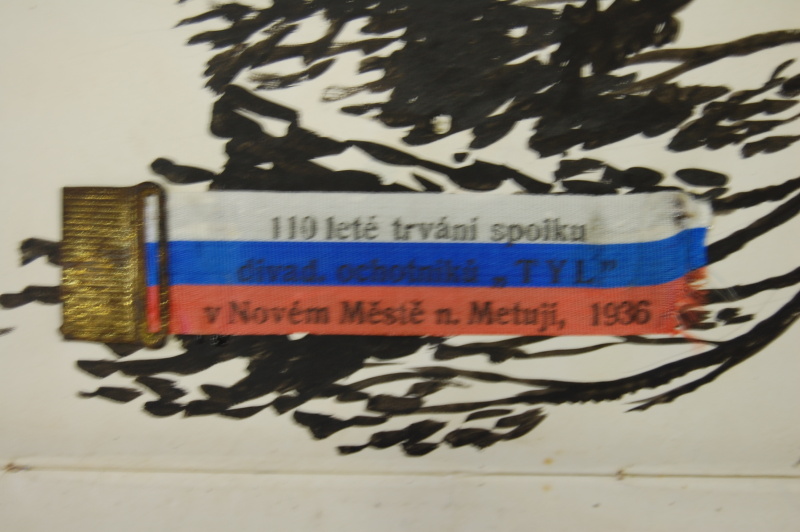 110 leté trvání spolku
divad. ochotníků „TYL”
v Novém Městě n. Metují, 1936